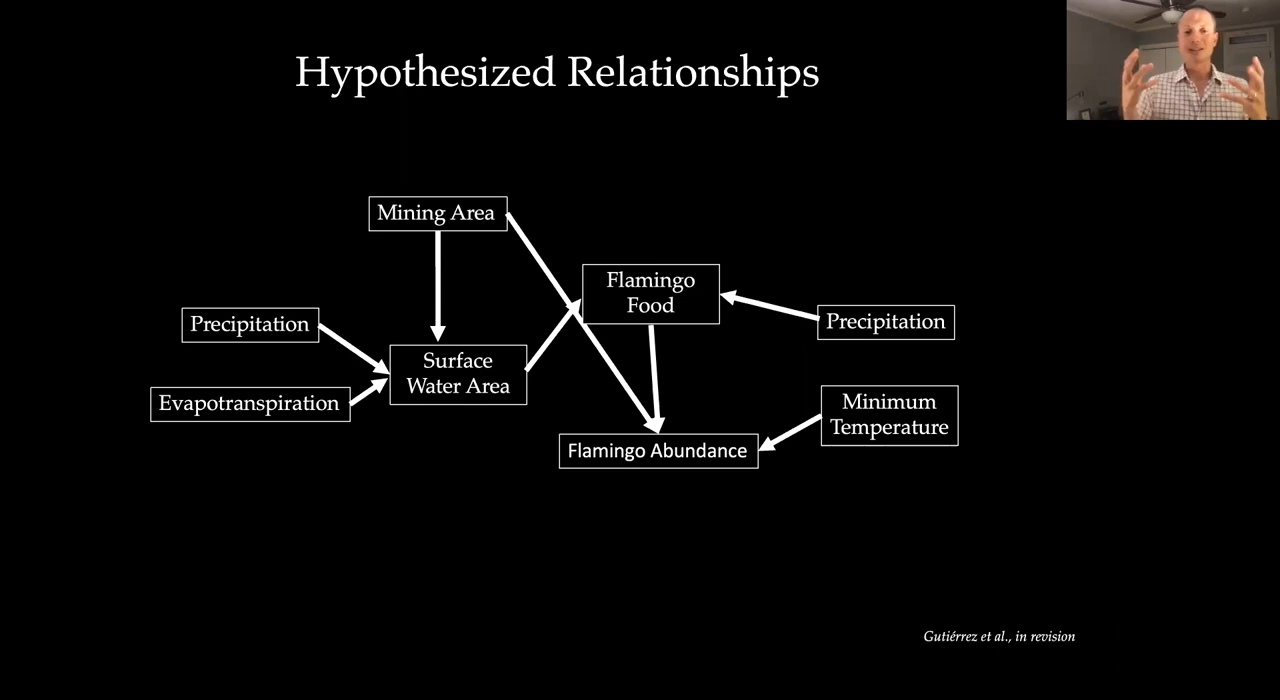 Hypothesized Relationships
Mining Area
Flamingo
Food
Precipitation
Precipitation
Surface
Water Area
Evapotranspiration
Minimum
Temperature
Flamingo Abundance
Gutiérrez et al., in revision